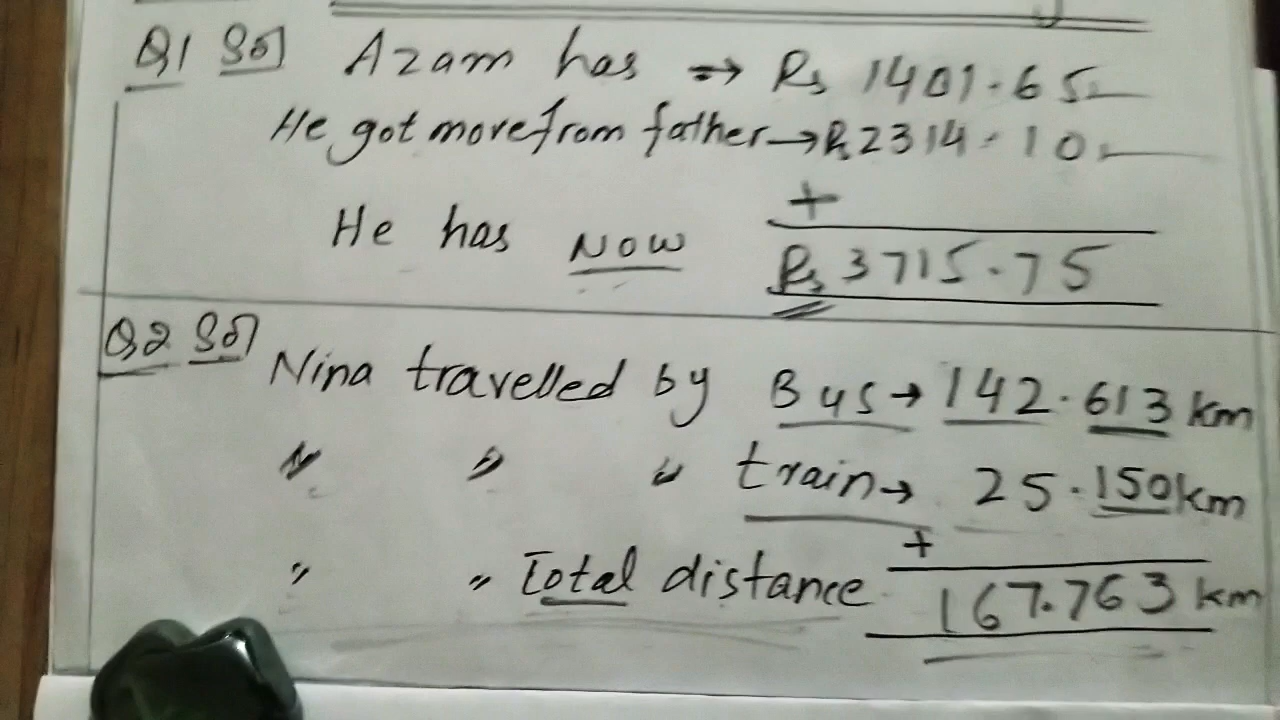 Q1 Sol Azam has → Rs 1401.65
He got more from father → Rs 2314.10
+
He has NOW Rs 3715.75
Q2 Sol Nina travelled by Bus → 142.613 km
" " " train → 25.150 km
+
" " Total distance 167.763 km